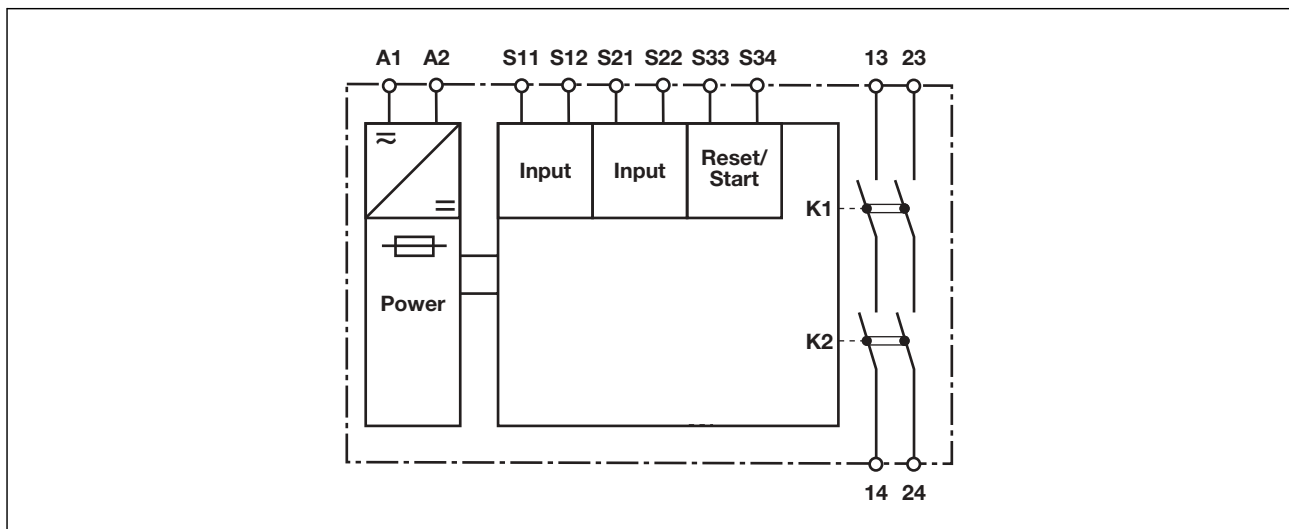 A1 A2 S11 S12 S21 S22 S33 S34 13 23
Input Input Reset/
Start
K1
Power
K2
14 24